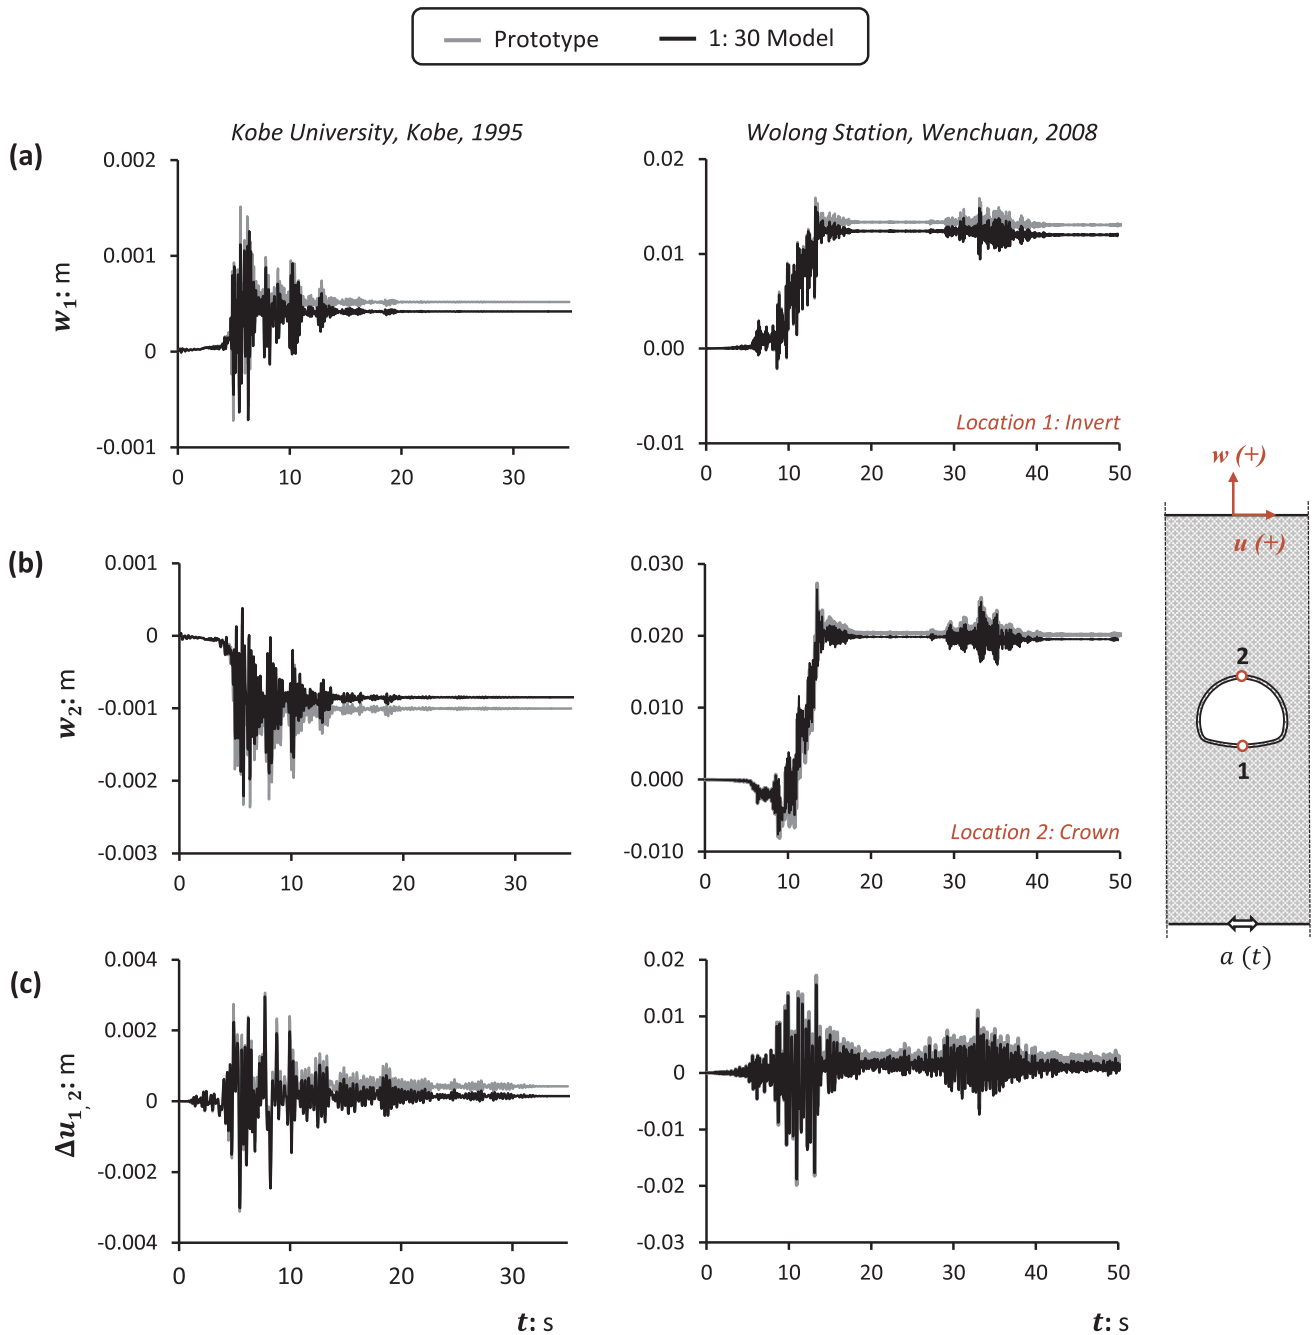 Prototype 1: 30 Model
Kobe University, Kobe, 1995 Wolong Station, Wenchuan, 2008
(a)
w₁: m
0.002
0.001
0
-0.001
0 10 20 30
0.02
0.01
0.00
-0.01
0 10 20 30 40 50
Location 1: Invert
(b)
w₂: m
0.001
0
-0.001
-0.002
-0.003
0 10 20 30
0.030
0.020
0.010
0.000
-0.010
0 10 20 30 40 50
Location 2: Crown
(c)
Δu₁,₂: m
0.004
0.002
0
-0.002
-0.004
0 10 20 30
t: s
0.02
0.01
0
-0.01
-0.02
-0.03
0 10 20 30 40 50
t: s
w (+)
u (+)
2
1
a (t)